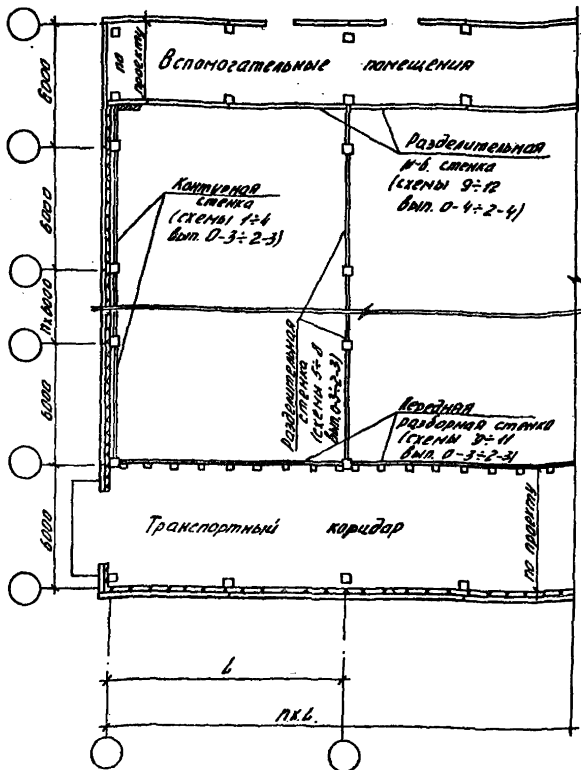 6000
по
проекту
Вспомогательные помещения
Разделительная
н-в. стенка
(схемы 9÷12
вып. 0-4÷2-4)
6000
Контурная
стенка
(схемы 1÷4
вып. 0-3÷2-3)
n×6000
Разделительная
стенка
(схемы 5÷8
вып. 0-3÷2-3)
6000
Передняя
разборная стенка
(схемы 9÷11
вып. 0-3÷2-3)
6000
Транспортный коридар
по проекту
L
n×L.